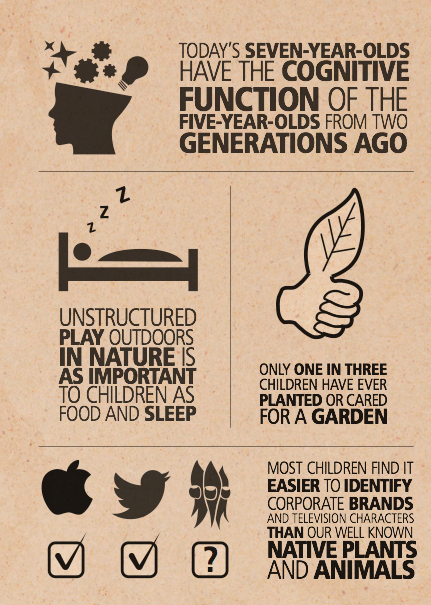 TODAY'S SEVEN-YEAR-OLDS
HAVE THE COGNITIVE
FUNCTION OF THE
FIVE-YEAR-OLDS FROM TWO
GENERATIONS AGO
Z
Z
Z
UNSTRUCTURED
PLAY OUTDOORS
IN NATURE IS
AS IMPORTANT
TO CHILDREN AS
FOOD AND SLEEP
ONLY ONE IN THREE
CHILDREN HAVE EVER
PLANTED OR CARED
FOR A GARDEN
?
MOST CHILDREN FIND IT
EASIER TO IDENTIFY
CORPORATE BRANDS
AND TELEVISION CHARACTERS
THAN OUR WELL KNOWN
NATIVE PLANTS
AND ANIMALS